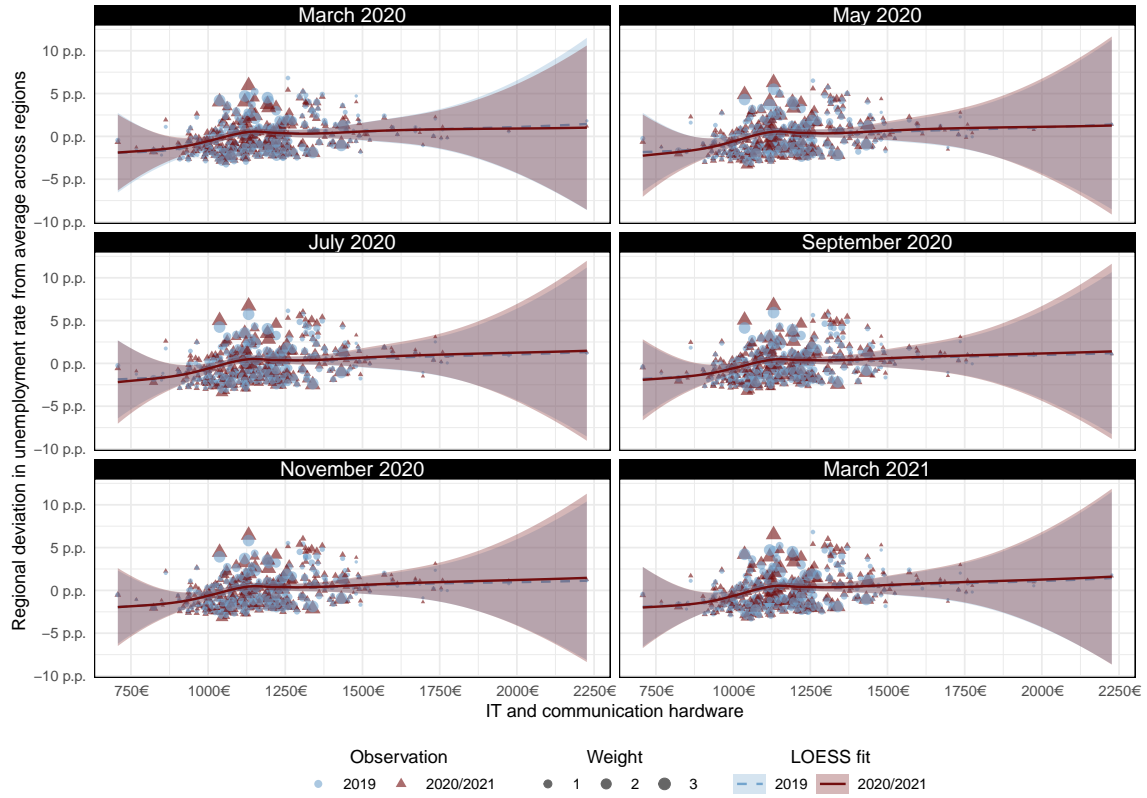 March 2020
May 2020
10 p.p.
5 p.p.
0 p.p.
−5 p.p.
−10 p.p.
July 2020
September 2020
10 p.p.
5 p.p.
0 p.p.
−5 p.p.
−10 p.p.
November 2020
March 2021
10 p.p.
5 p.p.
0 p.p.
−5 p.p.
−10 p.p.
Regional deviation in unemployment rate from average across regions
750€ 1000€ 1250€ 1500€ 1750€ 2000€ 2250€
750€ 1000€ 1250€ 1500€ 1750€ 2000€ 2250€
IT and communication hardware
Observation
2019 2020/2021
Weight
1 2 3
LOESS fit
2019 2020/2021